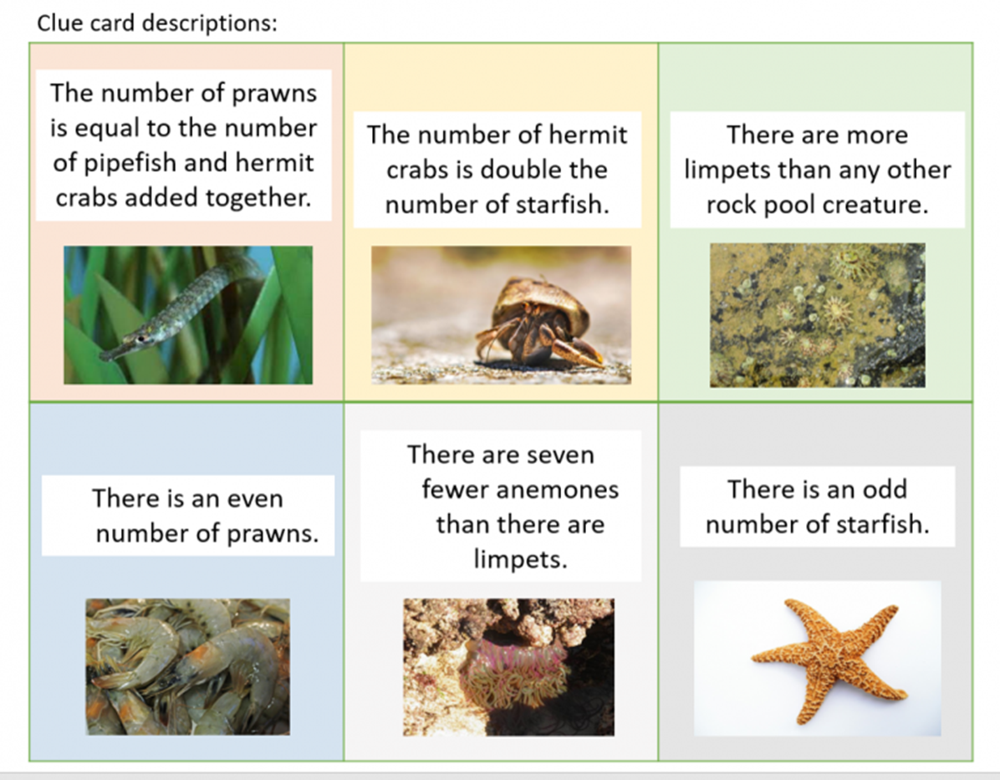 Clue card descriptions:
The number of prawns
is equal to the number
of pipefish and hermit
crabs added together.
The number of hermit
crabs is double the
number of starfish.
There are more
limpets than any other
rock pool creature.
There is an even
number of prawns.
There are seven
fewer anemones
than there are
limpets.
There is an odd
number of starfish.